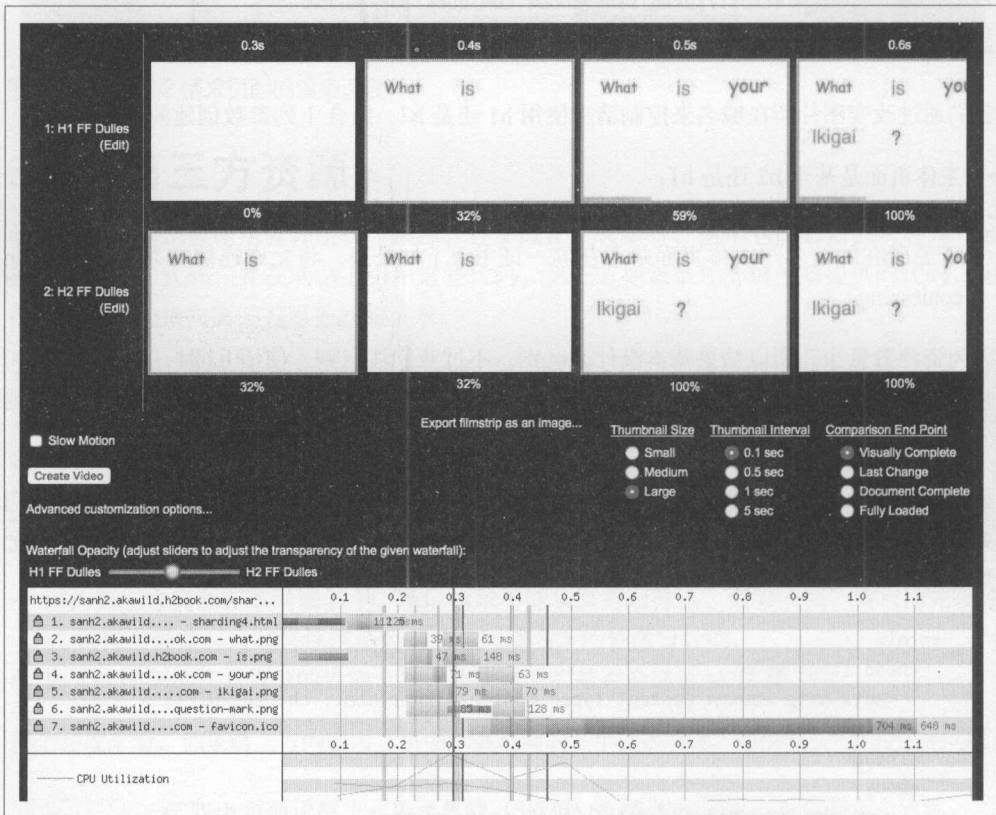 0.3s 0.4s 0.5s 0.6s
1: H1 FF Dulles
(Edit)
What is
What is your
What is you
Ikigai ?
0% 32% 59% 100%
2: H2 FF Dulles
(Edit)
What is
What is
What is your
Ikigai ?
What is you
Ikigai ?
32% 32% 100% 100%
Export filmstrip as an image...
Slow Motion
Create Video
Advanced customization options...
Thumbnail Size Thumbnail Interval Comparison End Point
Small 0.1 sec Visually Complete
Medium 0.5 sec Last Change
Large 1 sec Document Complete
5 sec Fully Loaded
Waterfall Opacity (adjust sliders to adjust the transparency of the given waterfall):
H1 FF Dulles H2 FF Dulles
https://sanh2.akawild.h2book.com/shar... 0.1 0.2 0.3 0.4 0.5 0.6 0.7 0.8 0.9 1.0 1.1
1. sanh2.akawild.... - sharding4.html ms
2. sanh2.akawild....ok.com - what.png 39 ms 61 ms
3. sanh2.akawild.h2book.com - is.png 47 ms 148 ms
4. sanh2.akawild....ok.com - your.png 71 ms 63 ms
5. sanh2.akawild.....com - ikigai.png 79 ms 70 ms
6. sanh2.akawild....question-mark.png 85 ms 128 ms
7. sanh2.akawild....com - favicon.ico 704 ms 648 ms
0.1 0.2 0.3 0.4 0.5 0.6 0.7 0.8 0.9 1.0 1.1
CPU Utilization